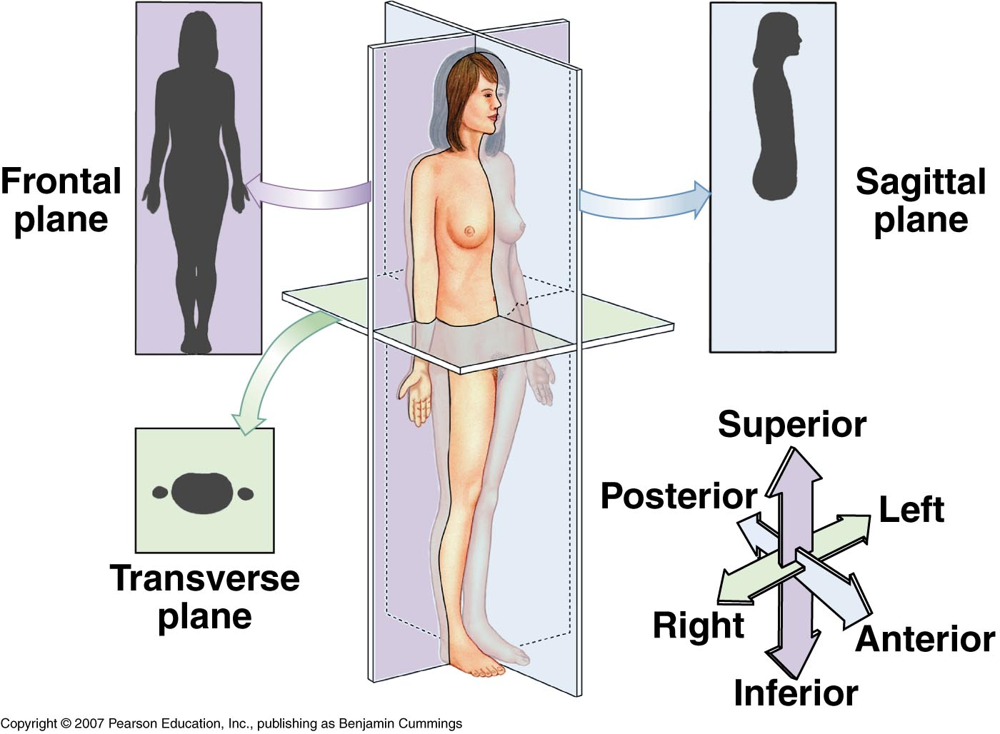 Frontal
plane
Sagittal
plane
Transverse
plane
Superior
Posterior
Left
Right
Anterior
Inferior
Copyright © 2007 Pearson Education, Inc., publishing as Benjamin Cummings